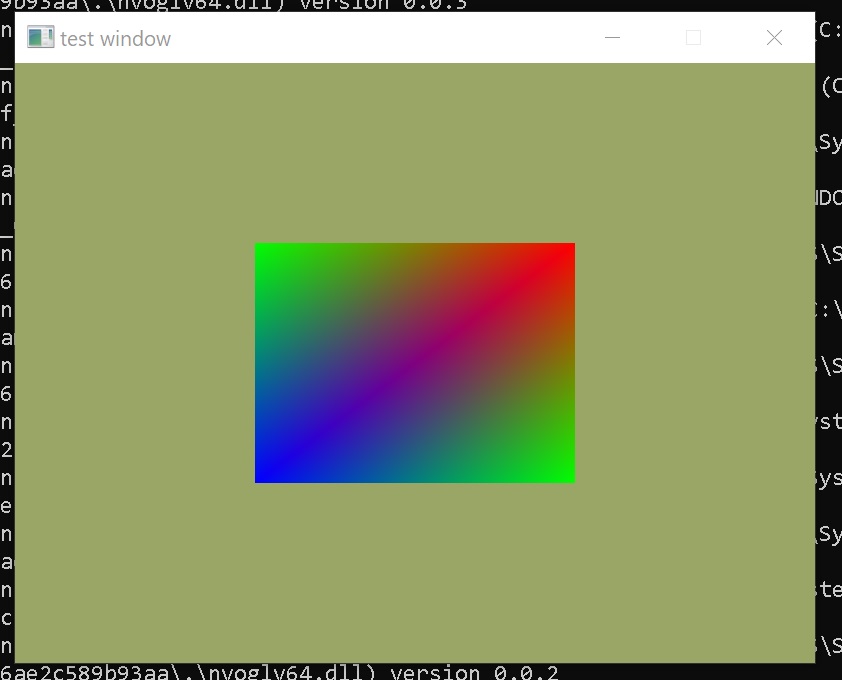 9b93aa\.\nvoglv64.dll) version 0.0.3
test window
n
C:
n
(C
f
n
\Sy
a
n
NDO
_
n
\S
6
n
C:\
a
n
\S
6
n
yst
2
n
Sys
e
n
\Sy
a
n
ste
c
n
\S
6ae2c589b93aa\.\nvoglv64.dll) version 0.0.2